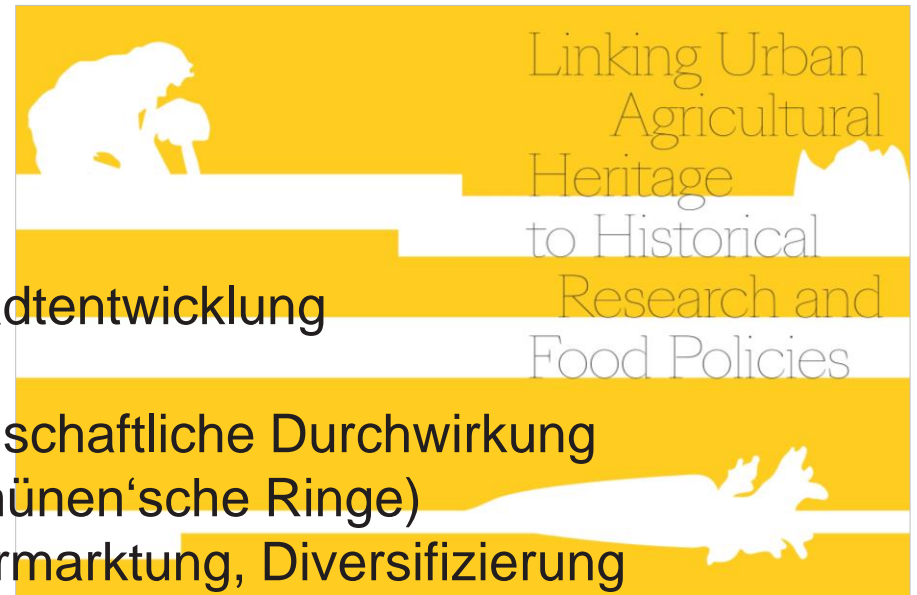 Linking Urban
Agricultural
Heritage
to Historical
Research and
Food Policies
dtentwicklung
schaftliche Durchwirkung
ünen‘sche Ringe)
rmarktung, Diversifizierung